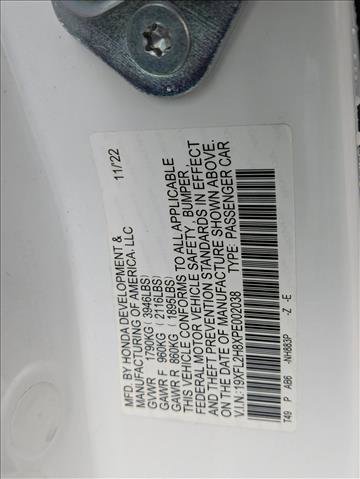 MFD. BY HONDA DEVELOPMENT & 11/22
MANUFACTURING OF AMERICA, LLC
GVWR 1790KG (3946LBS)
GAWR F 960KG (2116LBS)
GAWR R 860KG (1895LBS)
THIS VEHICLE CONFORMS TO ALL APPLICABLE
FEDERAL MOTOR VEHICLE SAFETY, BUMPER,
AND THEFT PREVENTION STANDARDS IN EFFECT
ON THE DATE OF MANUFACTURE SHOWN ABOVE.
V.I.N.:19XFL2H8XPE002038 TYPE: PASSENGER CAR
T49 P AB6 -NH883P -Z -E